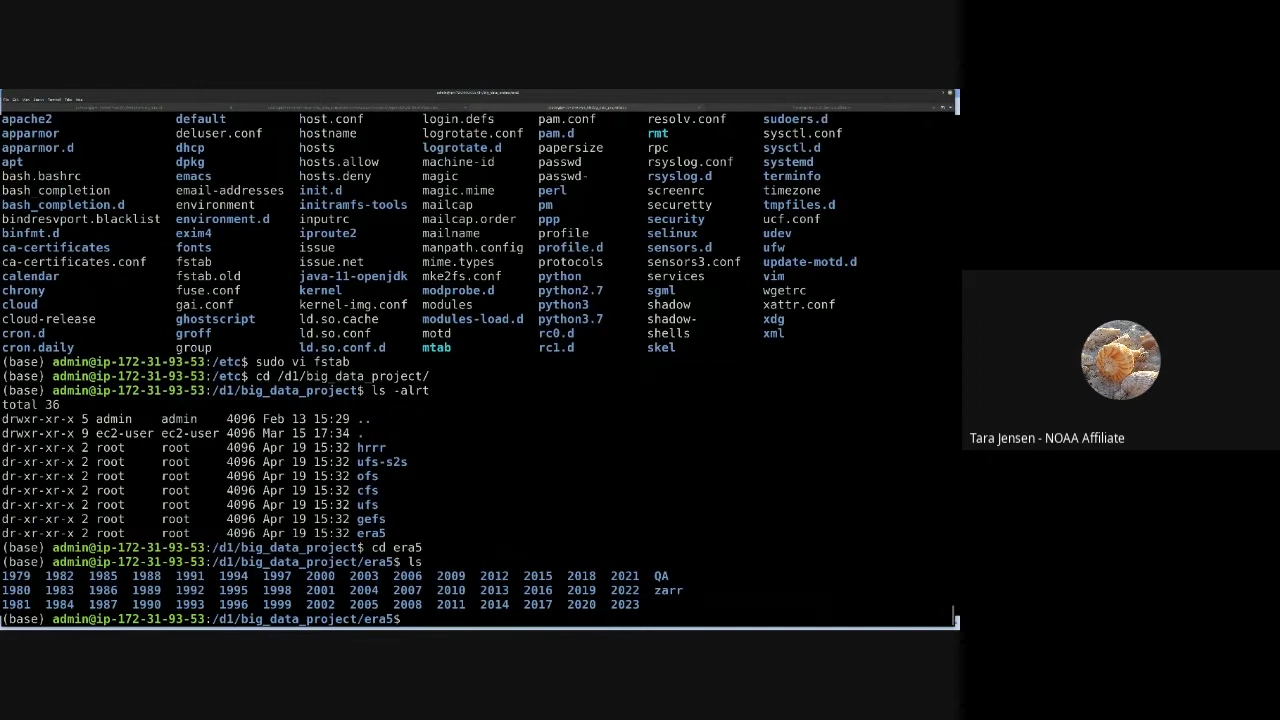 apache2 default host.conf login.defs pam.conf resolv.conf sudoers.d
apparmor deluser.conf hostname logrotate.conf pam.d rmt sysctl.conf
apparmor.d dhcp hosts logrotate.d papersize rpc sysctl.d
apt dpkg hosts.allow machine-id passwd rsyslog.conf systemd
bash.bashrc emacs hosts.deny magic passwd- rsyslog.d terminfo
bash_completion email-addresses init.d magic.mime perl screenrc timezone
bash_completion.d environment initramfs-tools mailcap pm securetty tmpfiles.d
bindresvport.blacklist environment.d inputrc mailcap.order ppp security ucf.conf
binfmt.d exim4 iproute2 mailname profile selinux udev
ca-certificates fonts issue manpath.config profile.d sensors.d ufw
ca-certificates.conf fstab issue.net mime.types protocols sensors3.conf update-motd.d
calendar fstab.old java-11-openjdk mke2fs.conf python services vim
chrony fuse.conf kernel modprobe.d python2.7 sgml wgetrc
cloud gai.conf kernel-img.conf modules python3 shadow xattr.conf
cloud-release ghostscript ld.so.cache modules-load.d python3.7 shadow- xdg
cron.d groff ld.so.conf motd rc0.d shells xml
cron.daily group ld.so.conf.d mtab rc1.d skel
(base) admin@ip-172-31-93-53:/etc$ sudo vi fstab
(base) admin@ip-172-31-93-53:/etc$ cd /d1/big_data_project/
(base) admin@ip-172-31-93-53:/d1/big_data_project$ ls -alrt
total 36
drwxr-xr-x 5 admin admin 4096 Feb 13 15:29 ..
drwxrwxr-x 9 ec2-user ec2-user 4096 Mar 15 17:34 .
dr-xr-xr-x 2 root root 4096 Apr 19 15:32 hrrr
dr-xr-xr-x 2 root root 4096 Apr 19 15:32 ufs-s2s
dr-xr-xr-x 2 root root 4096 Apr 19 15:32 ofs
dr-xr-xr-x 2 root root 4096 Apr 19 15:32 cfs
dr-xr-xr-x 2 root root 4096 Apr 19 15:32 ufs
dr-xr-xr-x 2 root root 4096 Apr 19 15:32 gefs
dr-xr-xr-x 2 root root 4096 Apr 19 15:32 era5
(base) admin@ip-172-31-93-53:/d1/big_data_project$ cd era5
(base) admin@ip-172-31-93-53:/d1/big_data_project/era5$ ls
1979 1982 1985 1988 1991 1994 1997 2000 2003 2006 2009 2012 2015 2018 2021 QA
1980 1983 1986 1989 1992 1995 1998 2001 2004 2007 2010 2013 2016 2019 2022 zarr
1981 1984 1987 1990 1993 1996 1999 2002 2005 2008 2011 2014 2017 2020 2023
(base) admin@ip-172-31-93-53:/d1/big_data_project/era5$
Tara Jensen - NOAA Affiliate